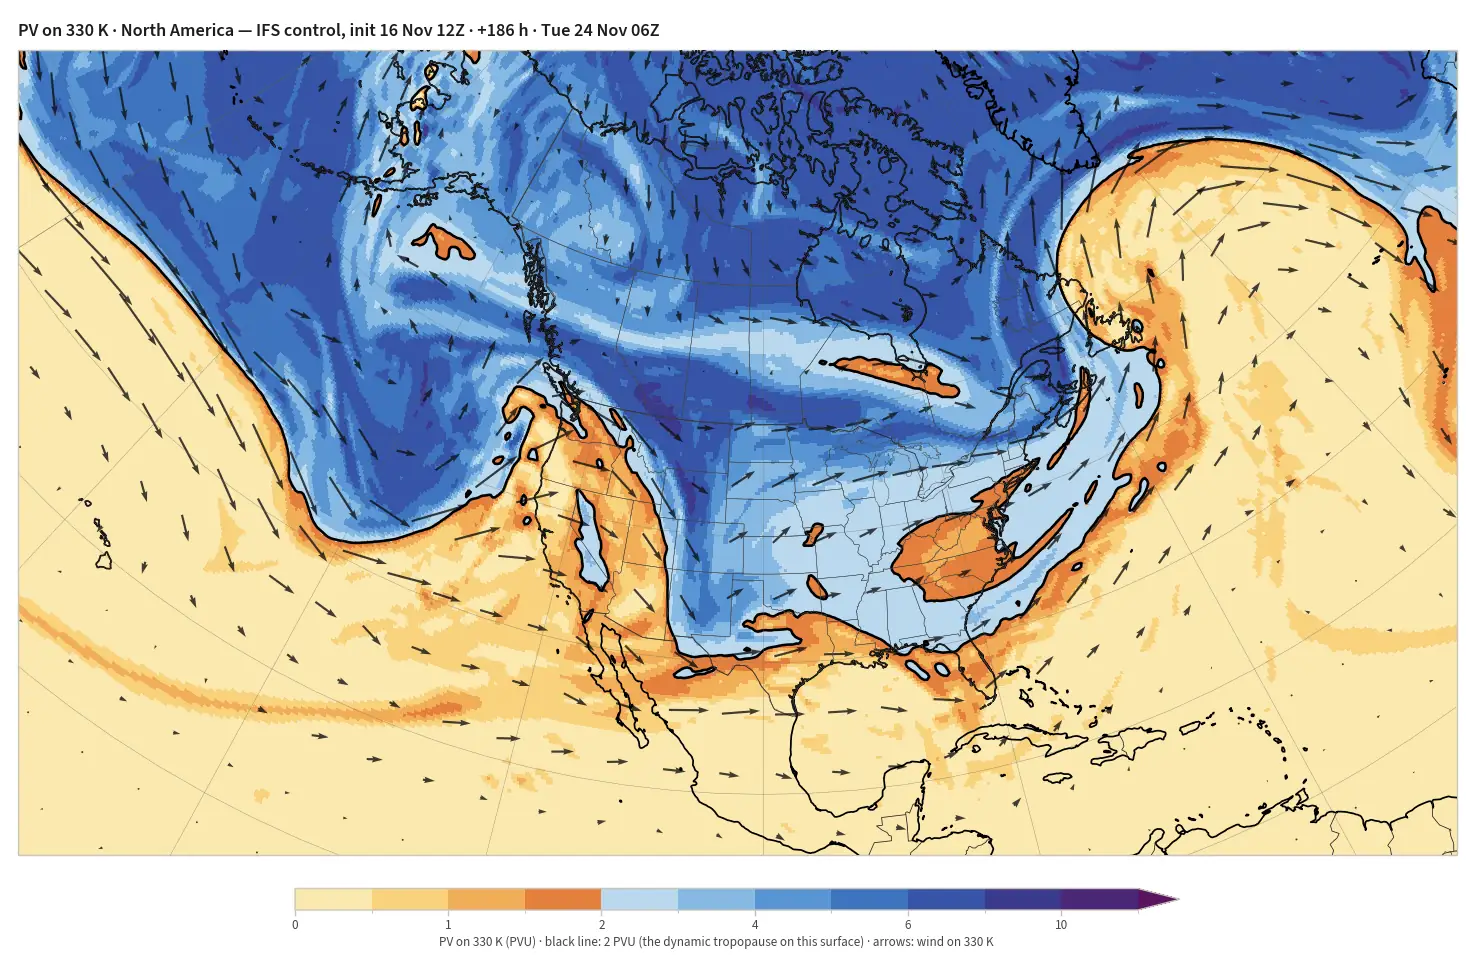 PV on 330 K · North America — IFS control, init 16 Nov 12Z · +186 h · Tue 24 Nov 06Z
0 1 2 4 6 10
PV on 330 K (PVU) · black line: 2 PVU (the dynamic tropopause on this surface) · arrows: wind on 330 K